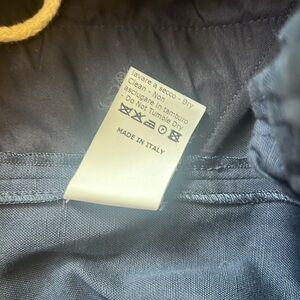 lavare a secco - Dry
Clean - Non
asciugare in tamburo
- Do Not Tumble Dry
MADE IN ITALY